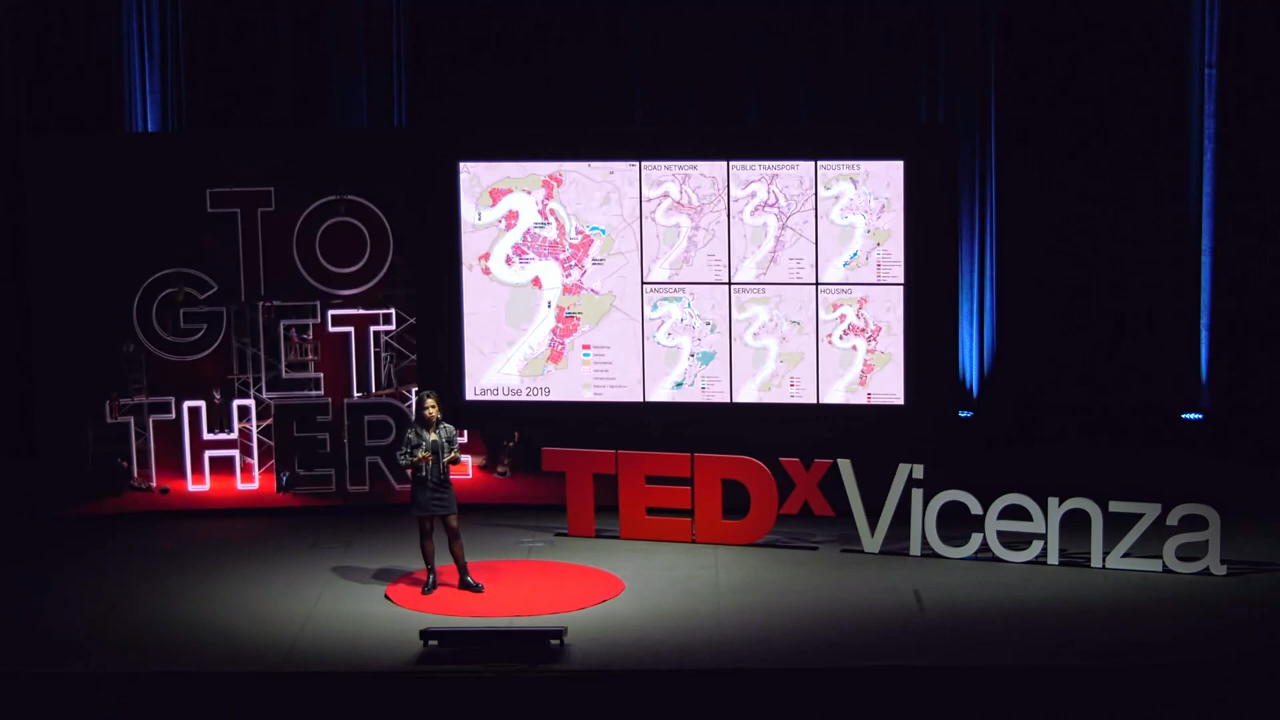 TO
GET
THERE
ROAD NETWORK
PUBLIC TRANSPORT
INDUSTRIES
LANDSCAPE
SERVICES
HOUSING
Land Use 2019
TEDxVicenza